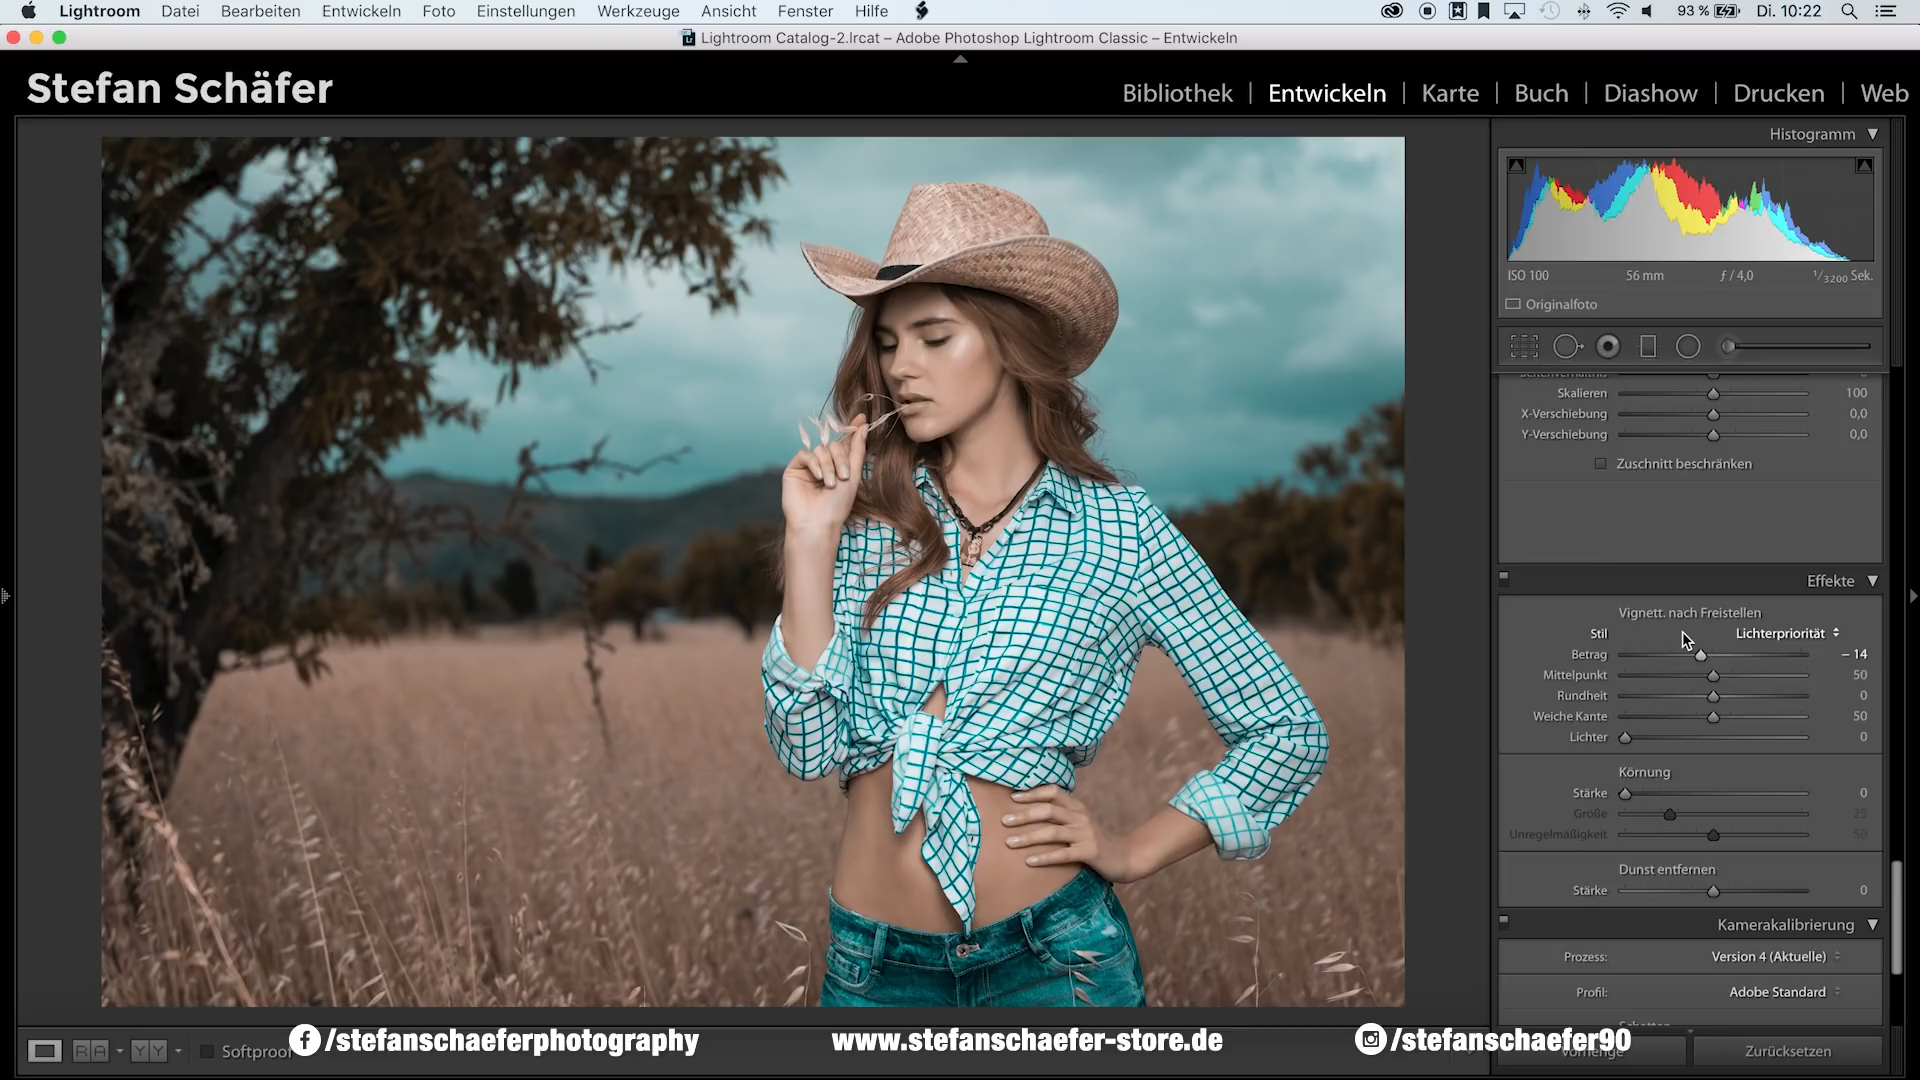 Lightroom Datei Bearbeiten Entwickeln Foto Einstellungen Werkzeuge Ansicht Fenster Hilfe 93 % Di. 10:22
Lightroom Catalog-2.lrcat – Adobe Photoshop Lightroom Classic – Entwickeln
Stefan Schäfer
Bibliothek | Entwickeln | Karte | Buch | Diashow | Drucken | Web
Histogramm
ISO 100 56 mm ƒ / 4,0 1/3200 Sek.
Originalfoto
Seitenverhältnis
Skalieren 100
X-Verschiebung 0,0
Y-Verschiebung 0,0
Zuschnitt beschränken
Effekte
Vignett. nach Freistellen
Stil Lichterpriorität
Betrag – 14
Mittelpunkt 50
Rundheit 0
Weiche Kante 50
Lichter 0
Körnung
Stärke 0
Größe 25
Unregelmäßigkeit 50
Dunst entfernen
Stärke 0
Kamerakalibrierung
Prozess: Version 4 (Aktuelle)
Profil: Adobe Standard
R A Y Y Softproof
/stefanschaeferphotography
www.stefanschaefer-store.de
/stefanschaefer90
Zurücksetzen